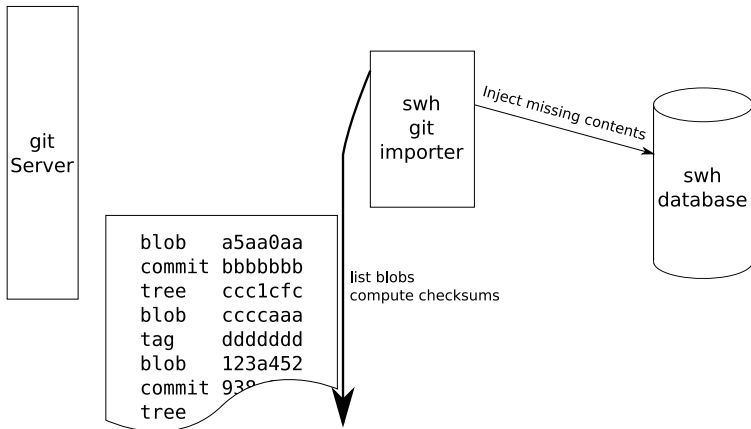 git
Server
swh
git
importer
Inject missing contents
swh
database
blob a5aa0aa
commit bbbbbbb
tree ccc1cfc
blob ccccaaa
tag ddddddd
blob 123a452
commit 938
tree
list blobs
compute checksums